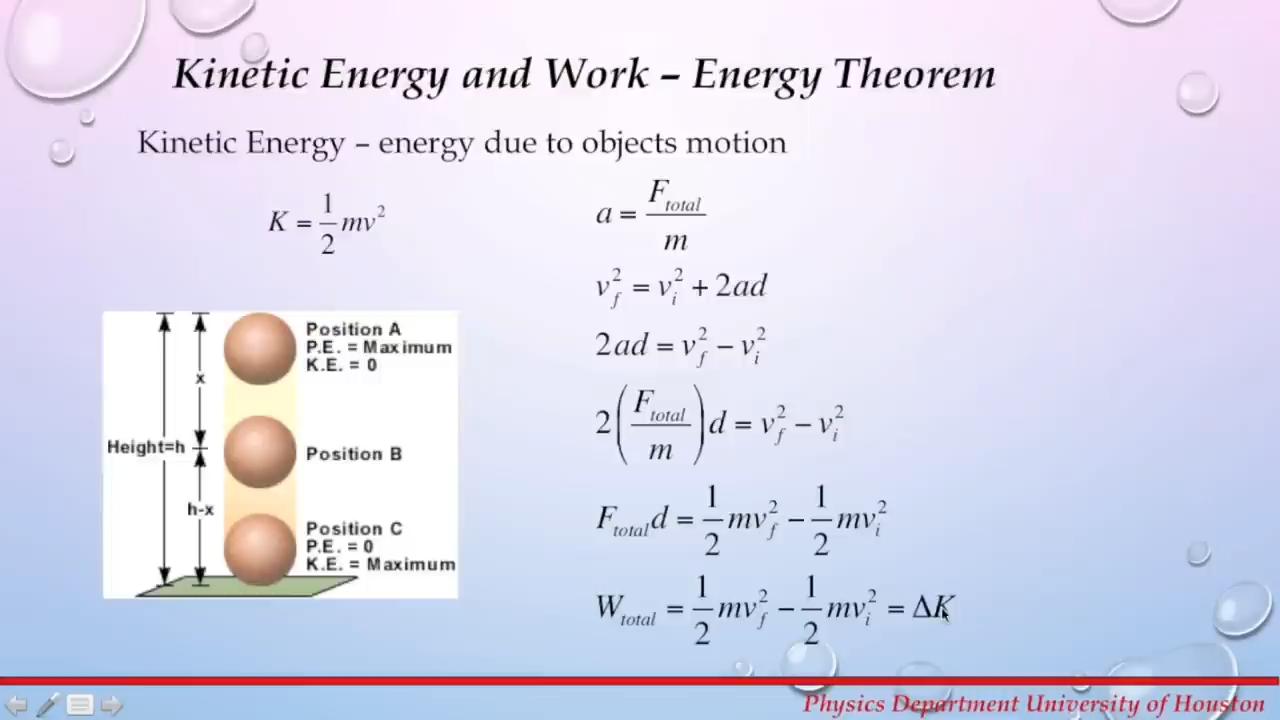 Kinetic Energy and Work – Energy Theorem
Kinetic Energy – energy due to objects motion
K = 1/2 mv²
a = F_total / m
v_f² = v_i² + 2ad
2ad = v_f² − v_i²
2(F_total / m)d = v_f² − v_i²
F_total d = 1/2 mv_f² − 1/2 mv_i²
W_total = 1/2 mv_f² − 1/2 mv_i² = ΔK
Position A
P.E. = Maximum
K.E. = 0
x
Height=h
Position B
h-x
Position C
P.E. = 0
K.E. = Maximum
Physics Department University of Houston